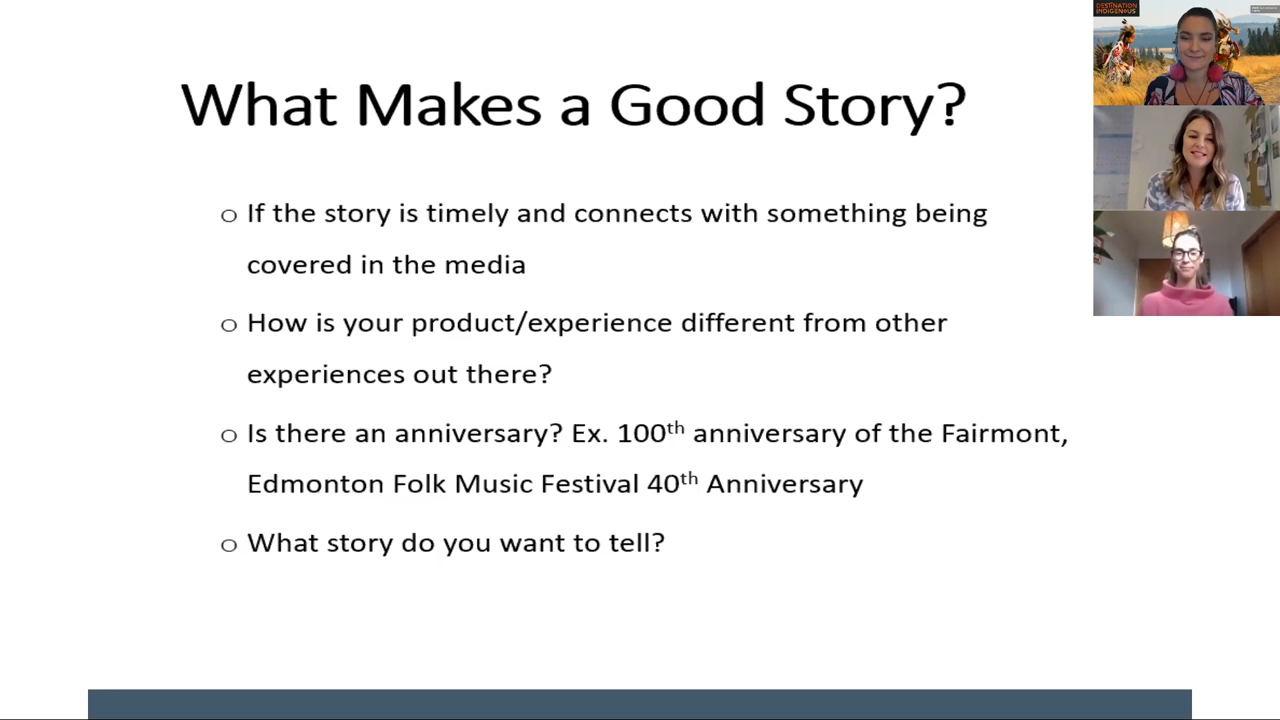 DESTINATION
INDIGENOUS
What Makes a Good Story?
o If the story is timely and connects with something being
covered in the media
o How is your product/experience different from other
experiences out there?
o Is there an anniversary? Ex. 100th anniversary of the Fairmont,
Edmonton Folk Music Festival 40th Anniversary
o What story do you want to tell?